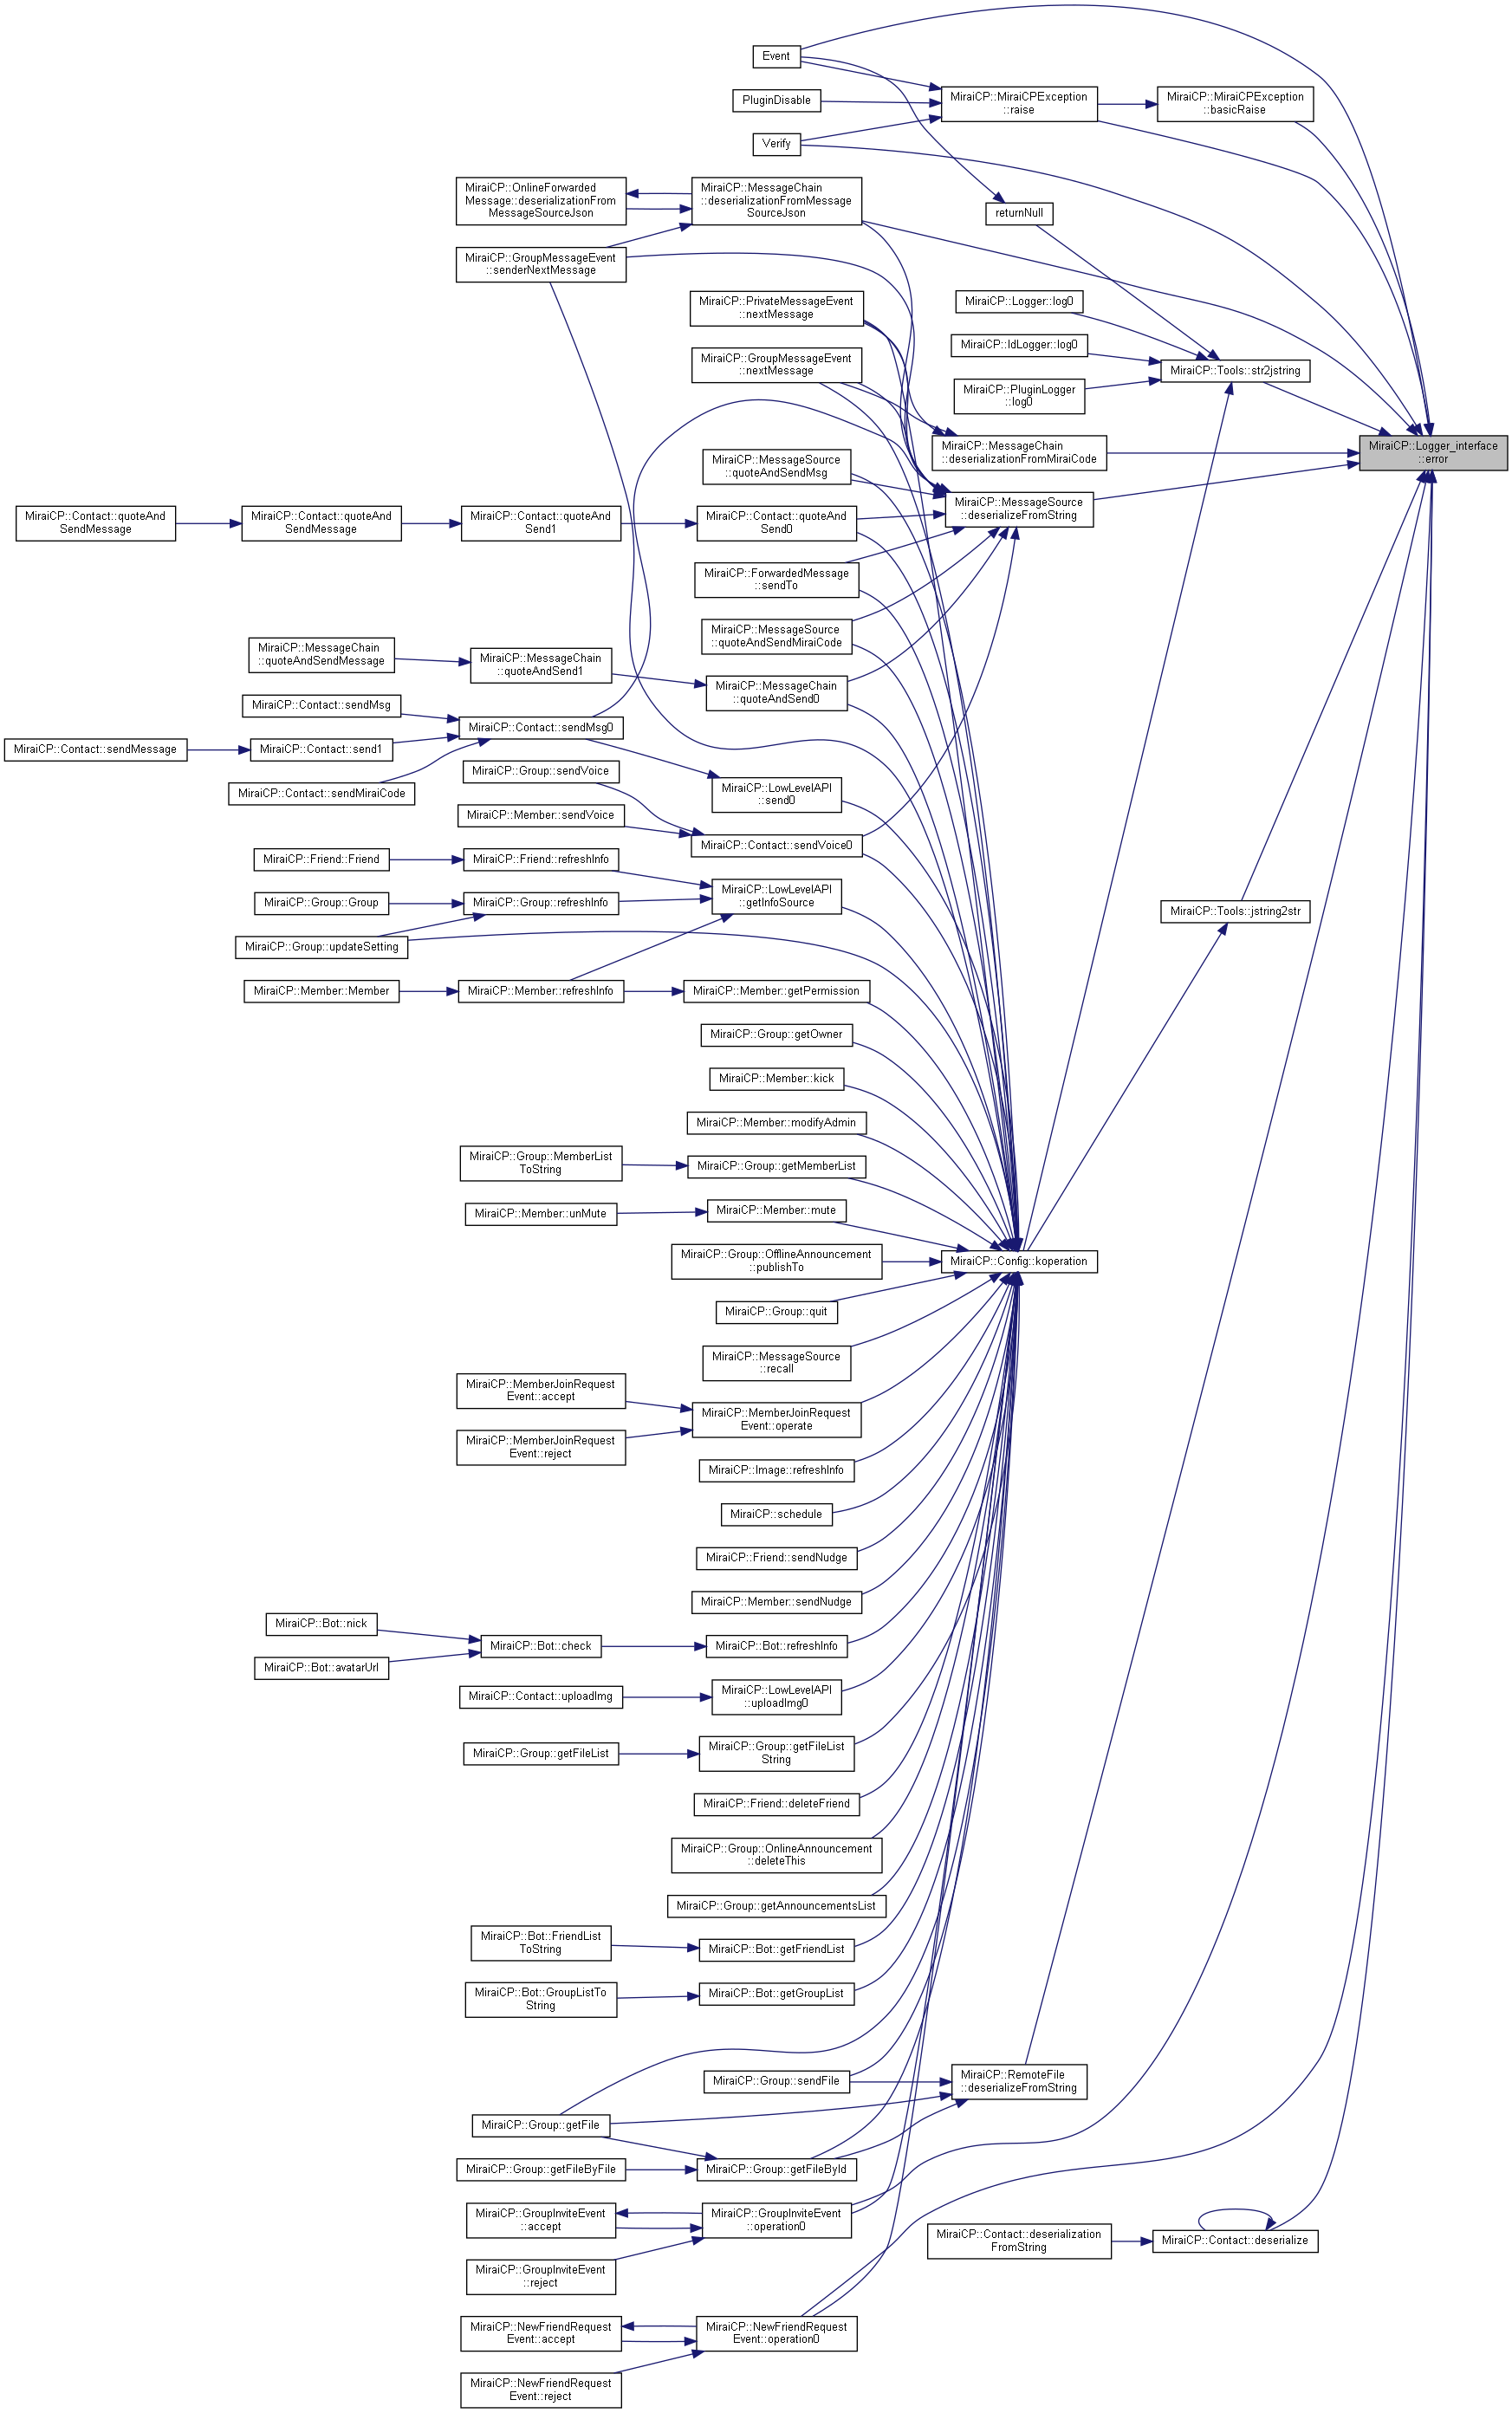 Event
PluginDisable
MiraiCP::MiraiCPException
::raise
MiraiCP::MiraiCPException
::basicRaise
Verify
MiraiCP::OnlineForwarded
Message::deserializationFrom
MessageSourceJson
MiraiCP::MessageChain
::deserializationFromMessage
SourceJson
returnNull
MiraiCP::GroupMessageEvent
::senderNextMessage
MiraiCP::PrivateMessageEvent
::nextMessage
MiraiCP::Logger::log0
MiraiCP::IdLogger::log0
MiraiCP::GroupMessageEvent
::nextMessage
MiraiCP::Tools::str2jstring
MiraiCP::PluginLogger
::log0
MiraiCP::MessageChain
::deserializationFromMiraiCode
MiraiCP::Logger_interface
::error
MiraiCP::MessageSource
::quoteAndSendMsg
MiraiCP::MessageSource
::deserializeFromString
MiraiCP::Contact::quoteAnd
SendMessage
MiraiCP::Contact::quoteAnd
SendMessage
MiraiCP::Contact::quoteAnd
Send1
MiraiCP::Contact::quoteAnd
Send0
MiraiCP::ForwardedMessage
::sendTo
MiraiCP::MessageSource
::quoteAndSendMiraiCode
MiraiCP::MessageChain
::quoteAndSendMessage
MiraiCP::MessageChain
::quoteAndSend1
MiraiCP::MessageChain
::quoteAndSend0
MiraiCP::Contact::sendMsg
MiraiCP::Contact::sendMsg0
MiraiCP::Contact::sendMessage
MiraiCP::Contact::send1
MiraiCP::Contact::sendMiraiCode
MiraiCP::Group::sendVoice
MiraiCP::LowLevelAPI
::send0
MiraiCP::Member::sendVoice
MiraiCP::Contact::sendVoice0
MiraiCP::Friend::Friend
MiraiCP::Friend::refreshInfo
MiraiCP::LowLevelAPI
::getInfoSource
MiraiCP::Group::Group
MiraiCP::Group::refreshInfo
MiraiCP::Tools::jstring2str
MiraiCP::Group::updateSetting
MiraiCP::Member::Member
MiraiCP::Member::refreshInfo
MiraiCP::Member::getPermission
MiraiCP::Group::getOwner
MiraiCP::Member::kick
MiraiCP::Member::modifyAdmin
MiraiCP::Group::MemberList
ToString
MiraiCP::Group::getMemberList
MiraiCP::Member::unMute
MiraiCP::Member::mute
MiraiCP::Group::OfflineAnnouncement
::publishTo
MiraiCP::Config::koperation
MiraiCP::Group::quit
MiraiCP::MessageSource
::recall
MiraiCP::MemberJoinRequest
Event::accept
MiraiCP::MemberJoinRequest
Event::operate
MiraiCP::MemberJoinRequest
Event::reject
MiraiCP::Image::refreshInfo
MiraiCP::schedule
MiraiCP::Friend::sendNudge
MiraiCP::Member::sendNudge
MiraiCP::Bot::nick
MiraiCP::Bot::check
MiraiCP::Bot::refreshInfo
MiraiCP::Bot::avatarUrl
MiraiCP::Contact::uploadImg
MiraiCP::LowLevelAPI
::uploadImg0
MiraiCP::Group::getFileList
MiraiCP::Group::getFileList
String
MiraiCP::Friend::deleteFriend
MiraiCP::Group::OnlineAnnouncement
::deleteThis
MiraiCP::Group::getAnnouncementsList
MiraiCP::Bot::FriendList
ToString
MiraiCP::Bot::getFriendList
MiraiCP::Bot::GroupListTo
String
MiraiCP::Bot::getGroupList
MiraiCP::Group::sendFile
MiraiCP::RemoteFile
::deserializeFromString
MiraiCP::Group::getFile
MiraiCP::Group::getFileByFile
MiraiCP::Group::getFileById
MiraiCP::GroupInviteEvent
::accept
MiraiCP::GroupInviteEvent
::operation0
MiraiCP::Contact::deserialization
FromString
MiraiCP::Contact::deserialize
MiraiCP::GroupInviteEvent
::reject
MiraiCP::NewFriendRequest
Event::accept
MiraiCP::NewFriendRequest
Event::operation0
MiraiCP::NewFriendRequest
Event::reject